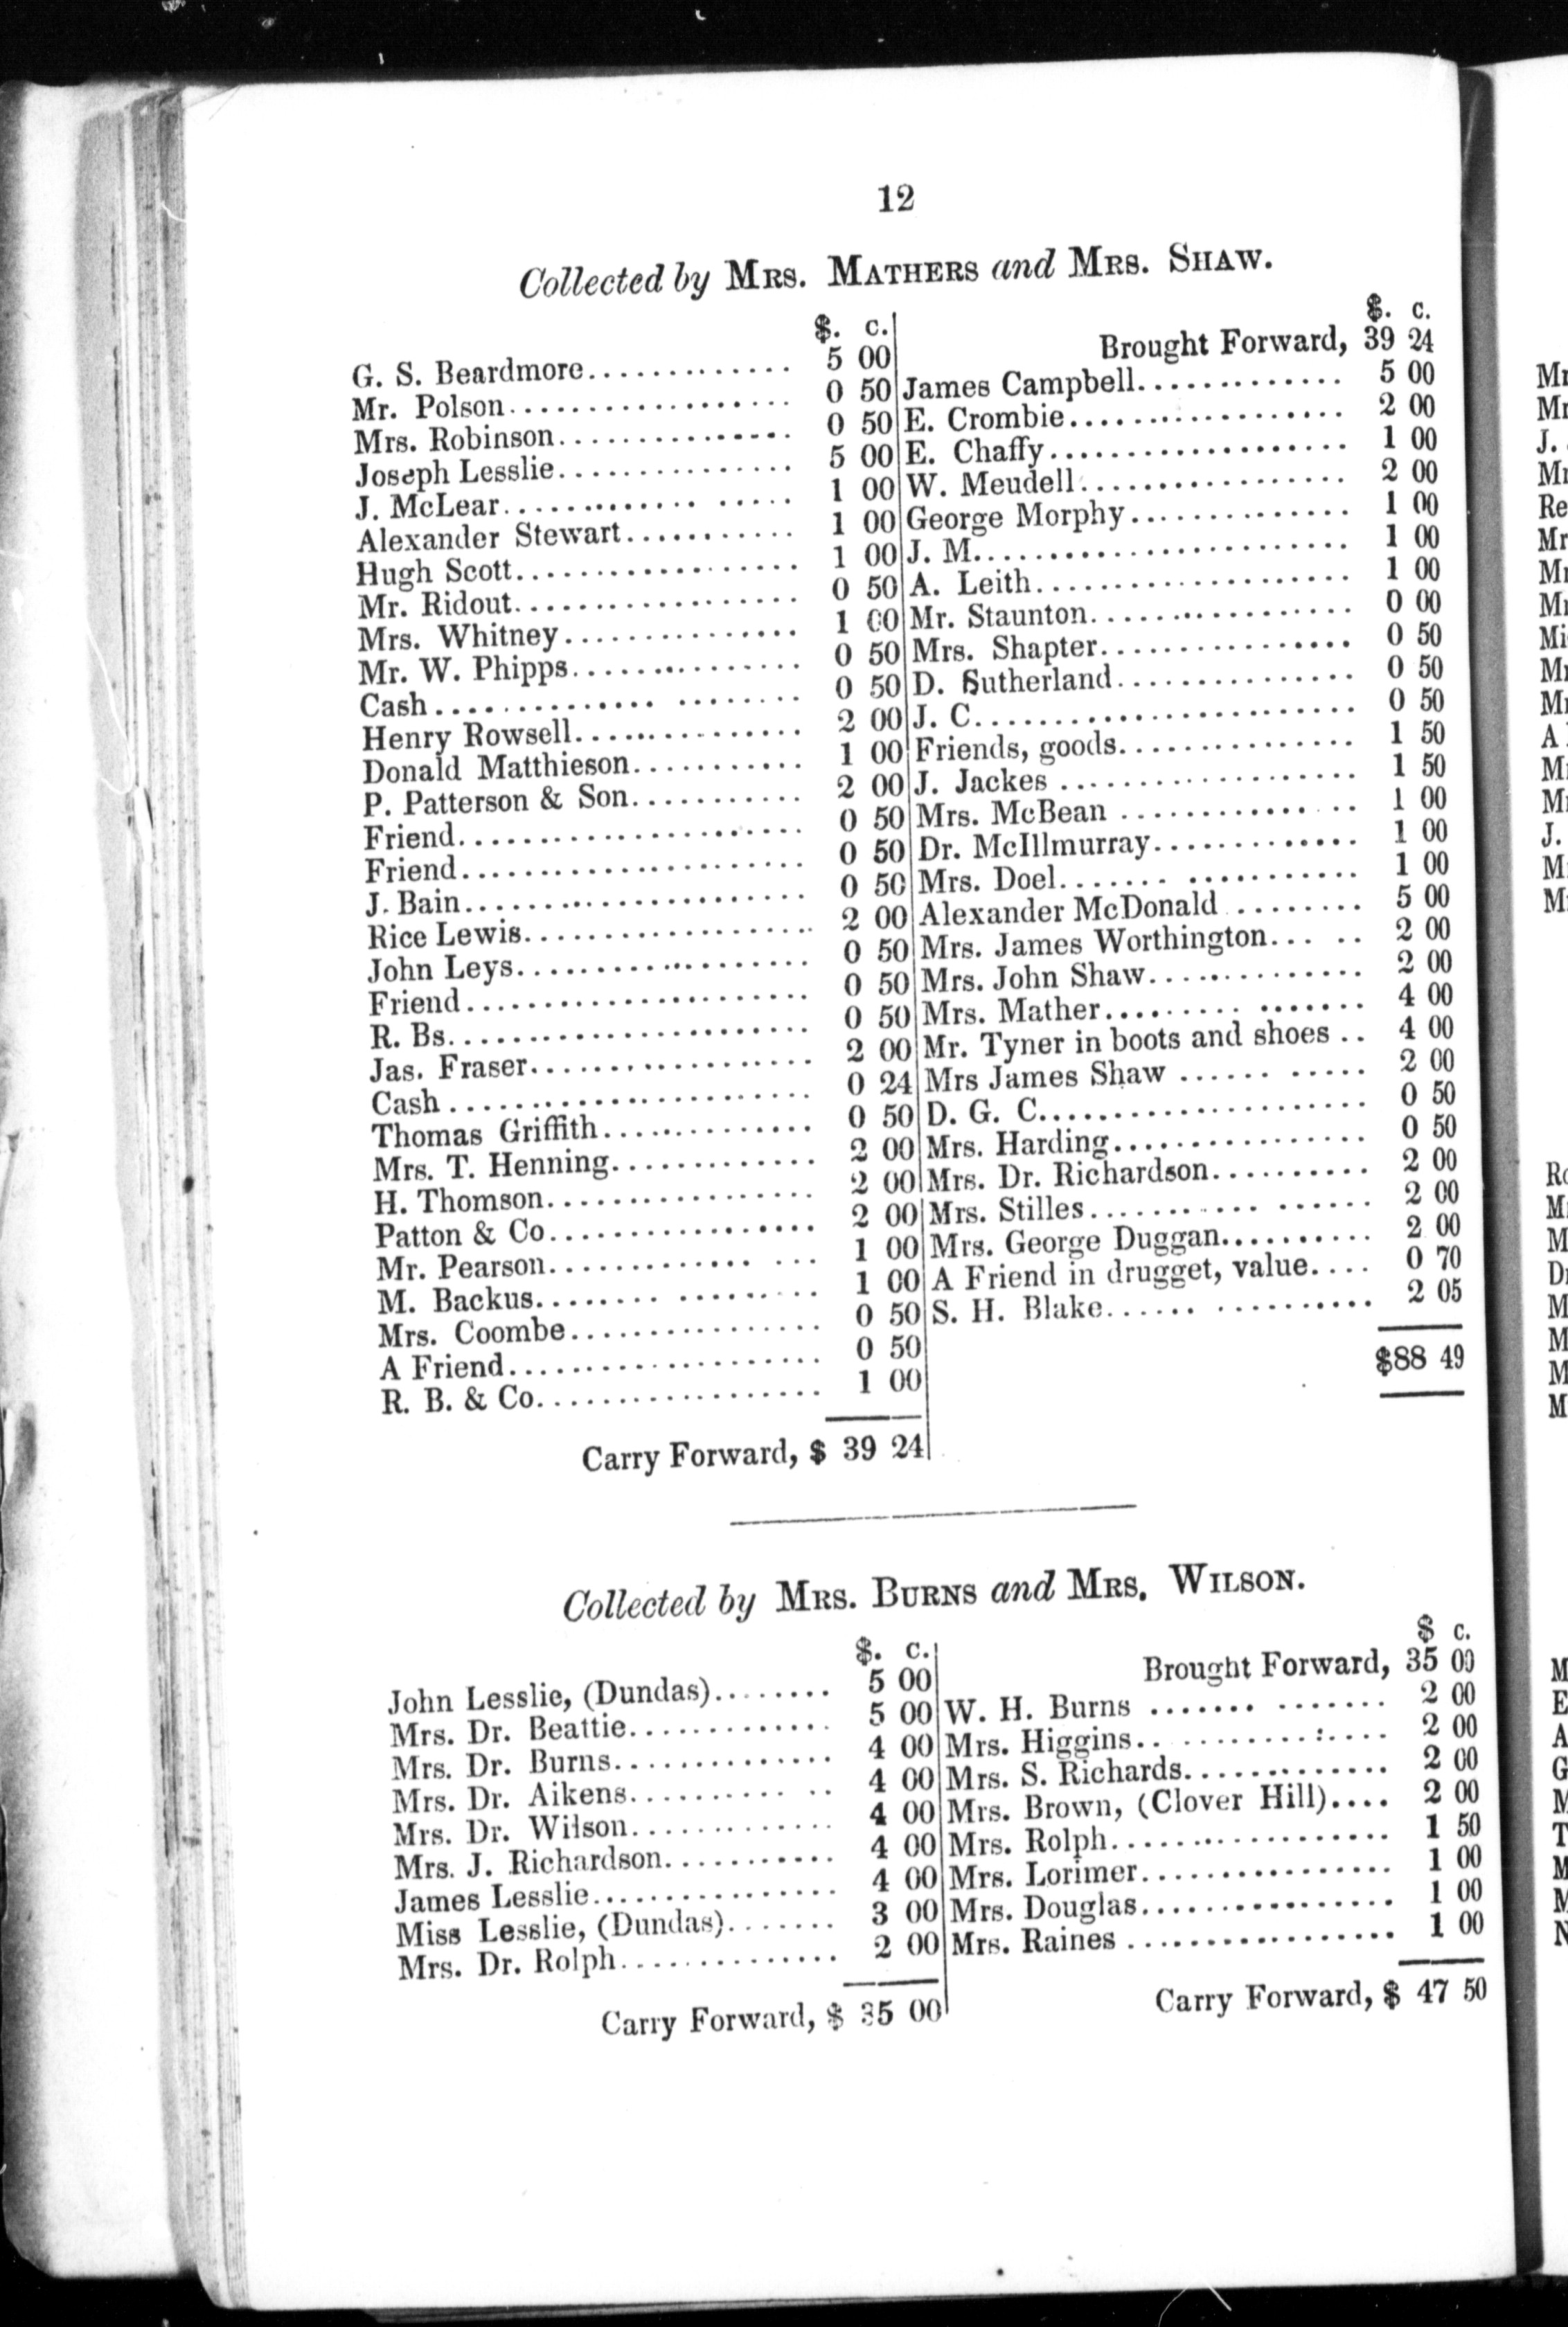 12
Collected by MRS. MATHERS and MRS. SHAW.
$. c.
G. S. Beardmore............. 5 00
Mr. Polson.................. 0 50
Mrs. Robinson............... 0 50
Joseph Lesslie............... 5 00
J. McLear............ ..... 1 00
Alexander Stewart........... 1 00
Hugh Scott.................. 1 00
Mr. Ridout.................. 0 50
Mrs. Whitney............... 1 00
Mr. W. Phipps.............. 0 50
Cash.............. ........ 0 50
Henry Rowsell.............. 2 00
Donald Matthieson........... 1 00
P. Patterson & Son........... 2 00
Friend...................... 0 50
Friend...................... 0 50
J. Bain...................... 0 50
Rice Lewis.................. 2 00
John Leys................... 0 50
Friend...................... 0 50
R. Bs....................... 0 50
Jas. Fraser.................. 2 00
Cash....................... 0 24
Thomas Griffith............. 0 50
Mrs. T. Henning............. 2 00
H. Thomson................. 2 00
Patton & Co................. 2 00
Mr. Pearson............. ... 1 00
M. Backus........ ......... 1 00
Mrs. Coombe................ 0 50
A Friend.................... 0 50
R. B. & Co.................. 1 00
Carry Forward, $ 39 24
$. c.
Brought Forward, 39 24
James Campbell............. 5 00
E. Crombie................. 2 00
E. Chaffy................... 1 00
W. Meudell................. 2 00
George Morphy.............. 1 00
J. M........................ 1 00
A. Leith.................... 1 00
Mr. Staunton................ 0 00
Mrs. Shapter................ 0 50
D. Sutherland............... 0 50
J. C........................ 0 50
Friends, goods............... 1 50
J. Jackes ................... 1 50
Mrs. McBean ............ .. 1 00
Dr. McIllmurray............. 1 00
Mrs. Doel....... ........... 1 00
Alexander McDonald ........ 5 00
Mrs. James Worthington... .. 2 00
Mrs. John Shaw............. 2 00
Mrs. Mather......... ....... 4 00
Mr. Tyner in boots and shoes .. 4 00
Mrs James Shaw ...... ..... 2 00
D. G. C..................... 0 50
Mrs. Harding................ 0 50
Mrs. Dr. Richardson.......... 2 00
Mrs. Stilles........... ...... 2 00
Mrs. George Duggan.......... 2 00
A Friend in drugget, value.... 0 70
S. H. Blake...... .......... 2 05
$88 49
Collected by MRS. BURNS and MRS. WILSON.
$. c.
John Lesslie, (Dundas)........ 5 00
Mrs. Dr. Beattie............. 5 00
Mrs. Dr. Burns.............. 4 00
Mrs. Dr. Aikens.......... .. 4 00
Mrs. Dr. Wilson............. 4 00
Mrs. J. Richardson........... 4 00
James Lesslie................ 4 00
Miss Lesslie, (Dundas)....... 3 00
Mrs. Dr. Rolph.............. 2 00
Carry Forward, $ 35 00
$ c.
Brought Forward, 35 00
W. H. Burns ....... ....... 2 00
Mrs. Higgins.. .........:.... 2 00
Mrs. S. Richards............. 2 00
Mrs. Brown, (Clover Hill).... 2 00
Mrs. Rolph.................. 1 50
Mrs. Lorimer................ 1 00
Mrs. Douglas................ 1 00
Mrs. Raines ................. 1 00
Carry Forward, $ 47 50